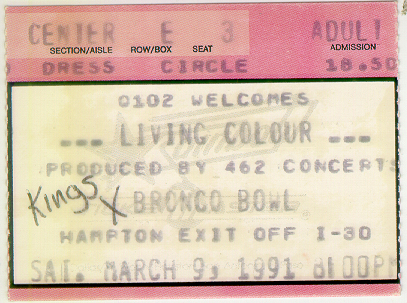 CENTER E 3 ADULT
SECTION/AISLE ROW/BOX SEAT ADMISSION
DRESS CIRCLE 18.50
Q102 WELCOMES
--- LIVING COLOUR ---
PRODUCED BY 462 CONCERTS
Kings X
BRONCO BOWL
HAMPTON EXIT OFF I-30
SAT. MARCH 9, 1991 8:00PM